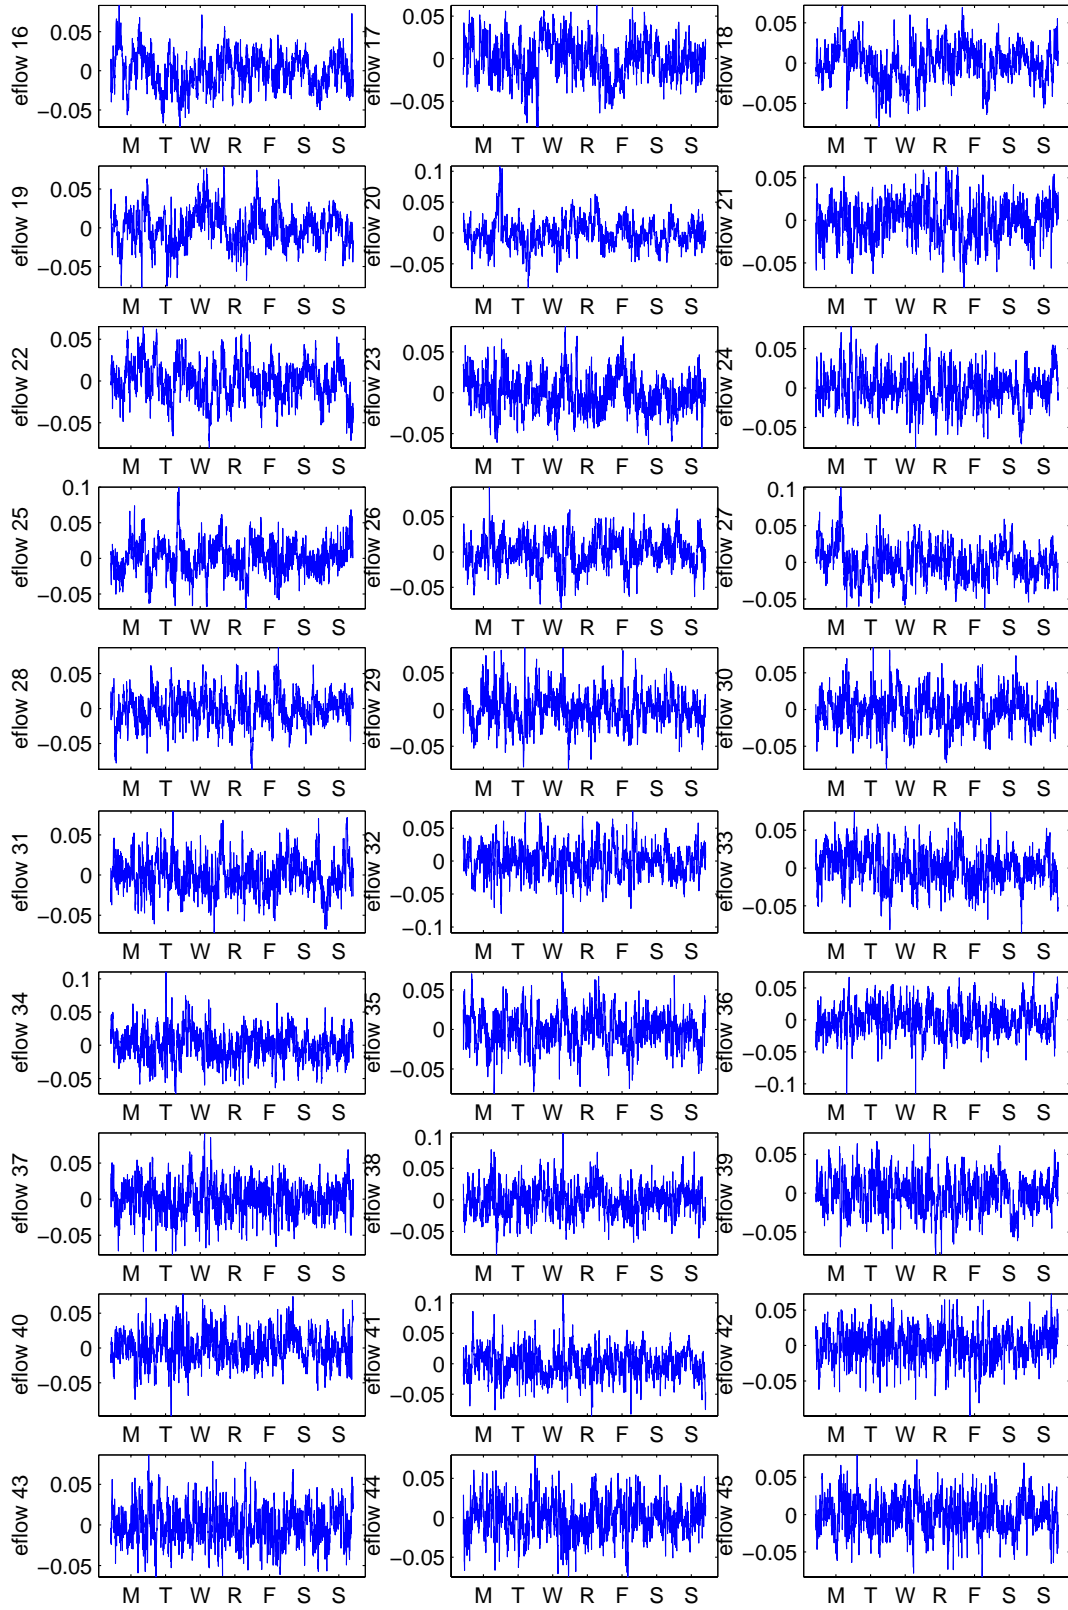 eflow 16
0.05
0
−0.05
M T W R F S S
eflow 17
0.05
0
−0.05
M T W R F S S
eflow 18
0.05
0
−0.05
M T W R F S S
eflow 19
0.05
0
−0.05
M T W R F S S
eflow 20
0.1
0.05
0
−0.05
M T W R F S S
eflow 21
0.05
0
−0.05
M T W R F S S
eflow 22
0.05
0
−0.05
M T W R F S S
eflow 23
0.05
0
−0.05
M T W R F S S
eflow 24
0.05
0
−0.05
M T W R F S S
eflow 25
0.1
0.05
0
−0.05
M T W R F S S
eflow 26
0.05
0
−0.05
M T W R F S S
eflow 27
0.1
0.05
0
−0.05
M T W R F S S
eflow 28
0.05
0
−0.05
M T W R F S S
eflow 29
0.05
0
−0.05
M T W R F S S
eflow 30
0.05
0
−0.05
M T W R F S S
eflow 31
0.05
0
−0.05
M T W R F S S
eflow 32
0.05
0
−0.05
−0.1
M T W R F S S
eflow 33
0.05
0
−0.05
M T W R F S S
eflow 34
0.1
0.05
0
−0.05
M T W R F S S
eflow 35
0.05
0
−0.05
M T W R F S S
eflow 36
0.05
0
−0.05
−0.1
M T W R F S S
eflow 37
0.05
0
−0.05
M T W R F S S
eflow 38
0.1
0.05
0
−0.05
M T W R F S S
eflow 39
0.05
0
−0.05
M T W R F S S
eflow 40
0.05
0
−0.05
M T W R F S S
eflow 41
0.1
0.05
0
−0.05
M T W R F S S
eflow 42
0.05
0
−0.05
M T W R F S S
eflow 43
0.05
0
−0.05
M T W R F S S
eflow 44
0.05
0
−0.05
M T W R F S S
eflow 45
0.05
0
−0.05
M T W R F S S